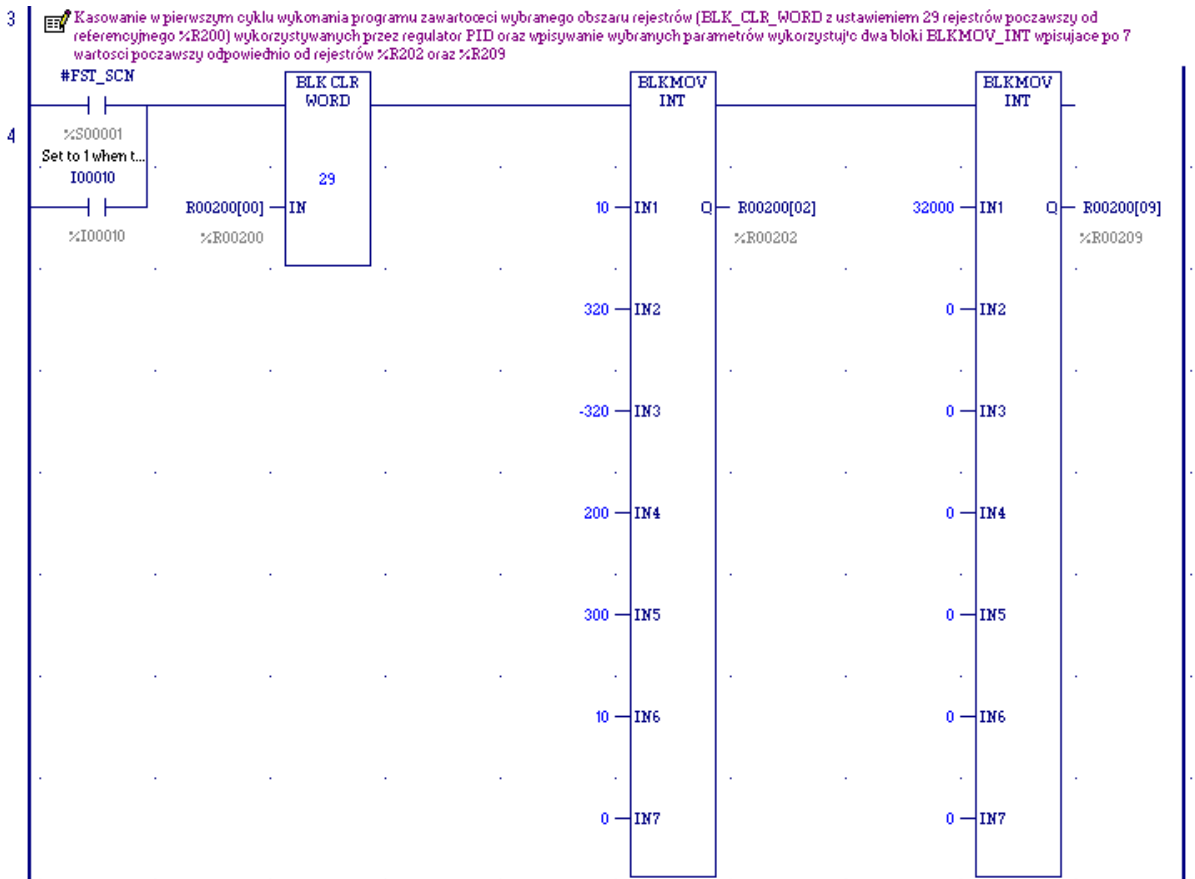 3
Kasowanie w pierwszym cyklu wykonania programu zawartoœci wybranego obszaru rejestrów (BLK_CLR_WORD z ustawieniem 29 rejestrów poczawszy od
referencyjnego %R200) wykorzystywanych przez regulator PID oraz wpisywanie wybranych parametrów wykorzystuj¹c dwa bloki BLKMOV_INT wpisujace po 7
wartosci poczawszy odpowiednio od rejestrów %R202 oraz %R209
4
#FST_SCN
%S00001
Set to 1 when t...
I00010
%I00010
BLK CLR
WORD
29
R00200[00] IN
%R00200
BLKMOV
INT
10 IN1 Q R00200[02]
%R00202
320 IN2
-320 IN3
200 IN4
300 IN5
10 IN6
0 IN7
BLKMOV
INT
32000 IN1 Q R00200[09]
%R00209
0 IN2
0 IN3
0 IN4
0 IN5
0 IN6
0 IN7